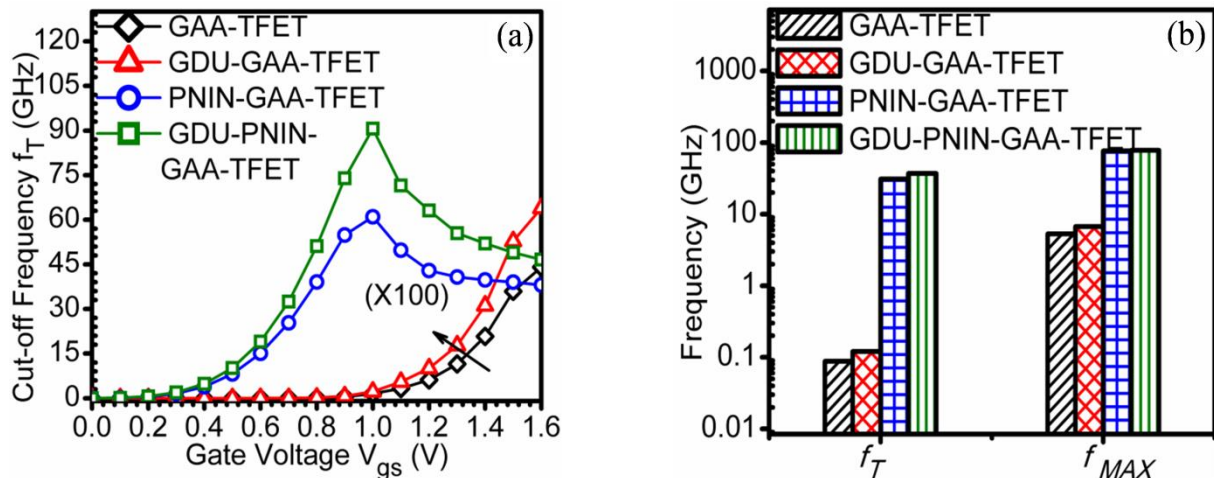 (a)
GAA-TFET
GDU-GAA-TFET
PNIN-GAA-TFET
GDU-PNIN-
GAA-TFET
(X100)
Cut-off Frequency f_T (GHz)
120
105
90
75
60
45
30
15
0
0.0 0.2 0.4 0.6 0.8 1.0 1.2 1.4 1.6
Gate Voltage V_gs (V)
(b)
GAA-TFET
GDU-GAA-TFET
PNIN-GAA-TFET
GDU-PNIN-GAA-TFET
Frequency (GHz)
1000
100
10
1
0.1
0.01
f_T f_MAX